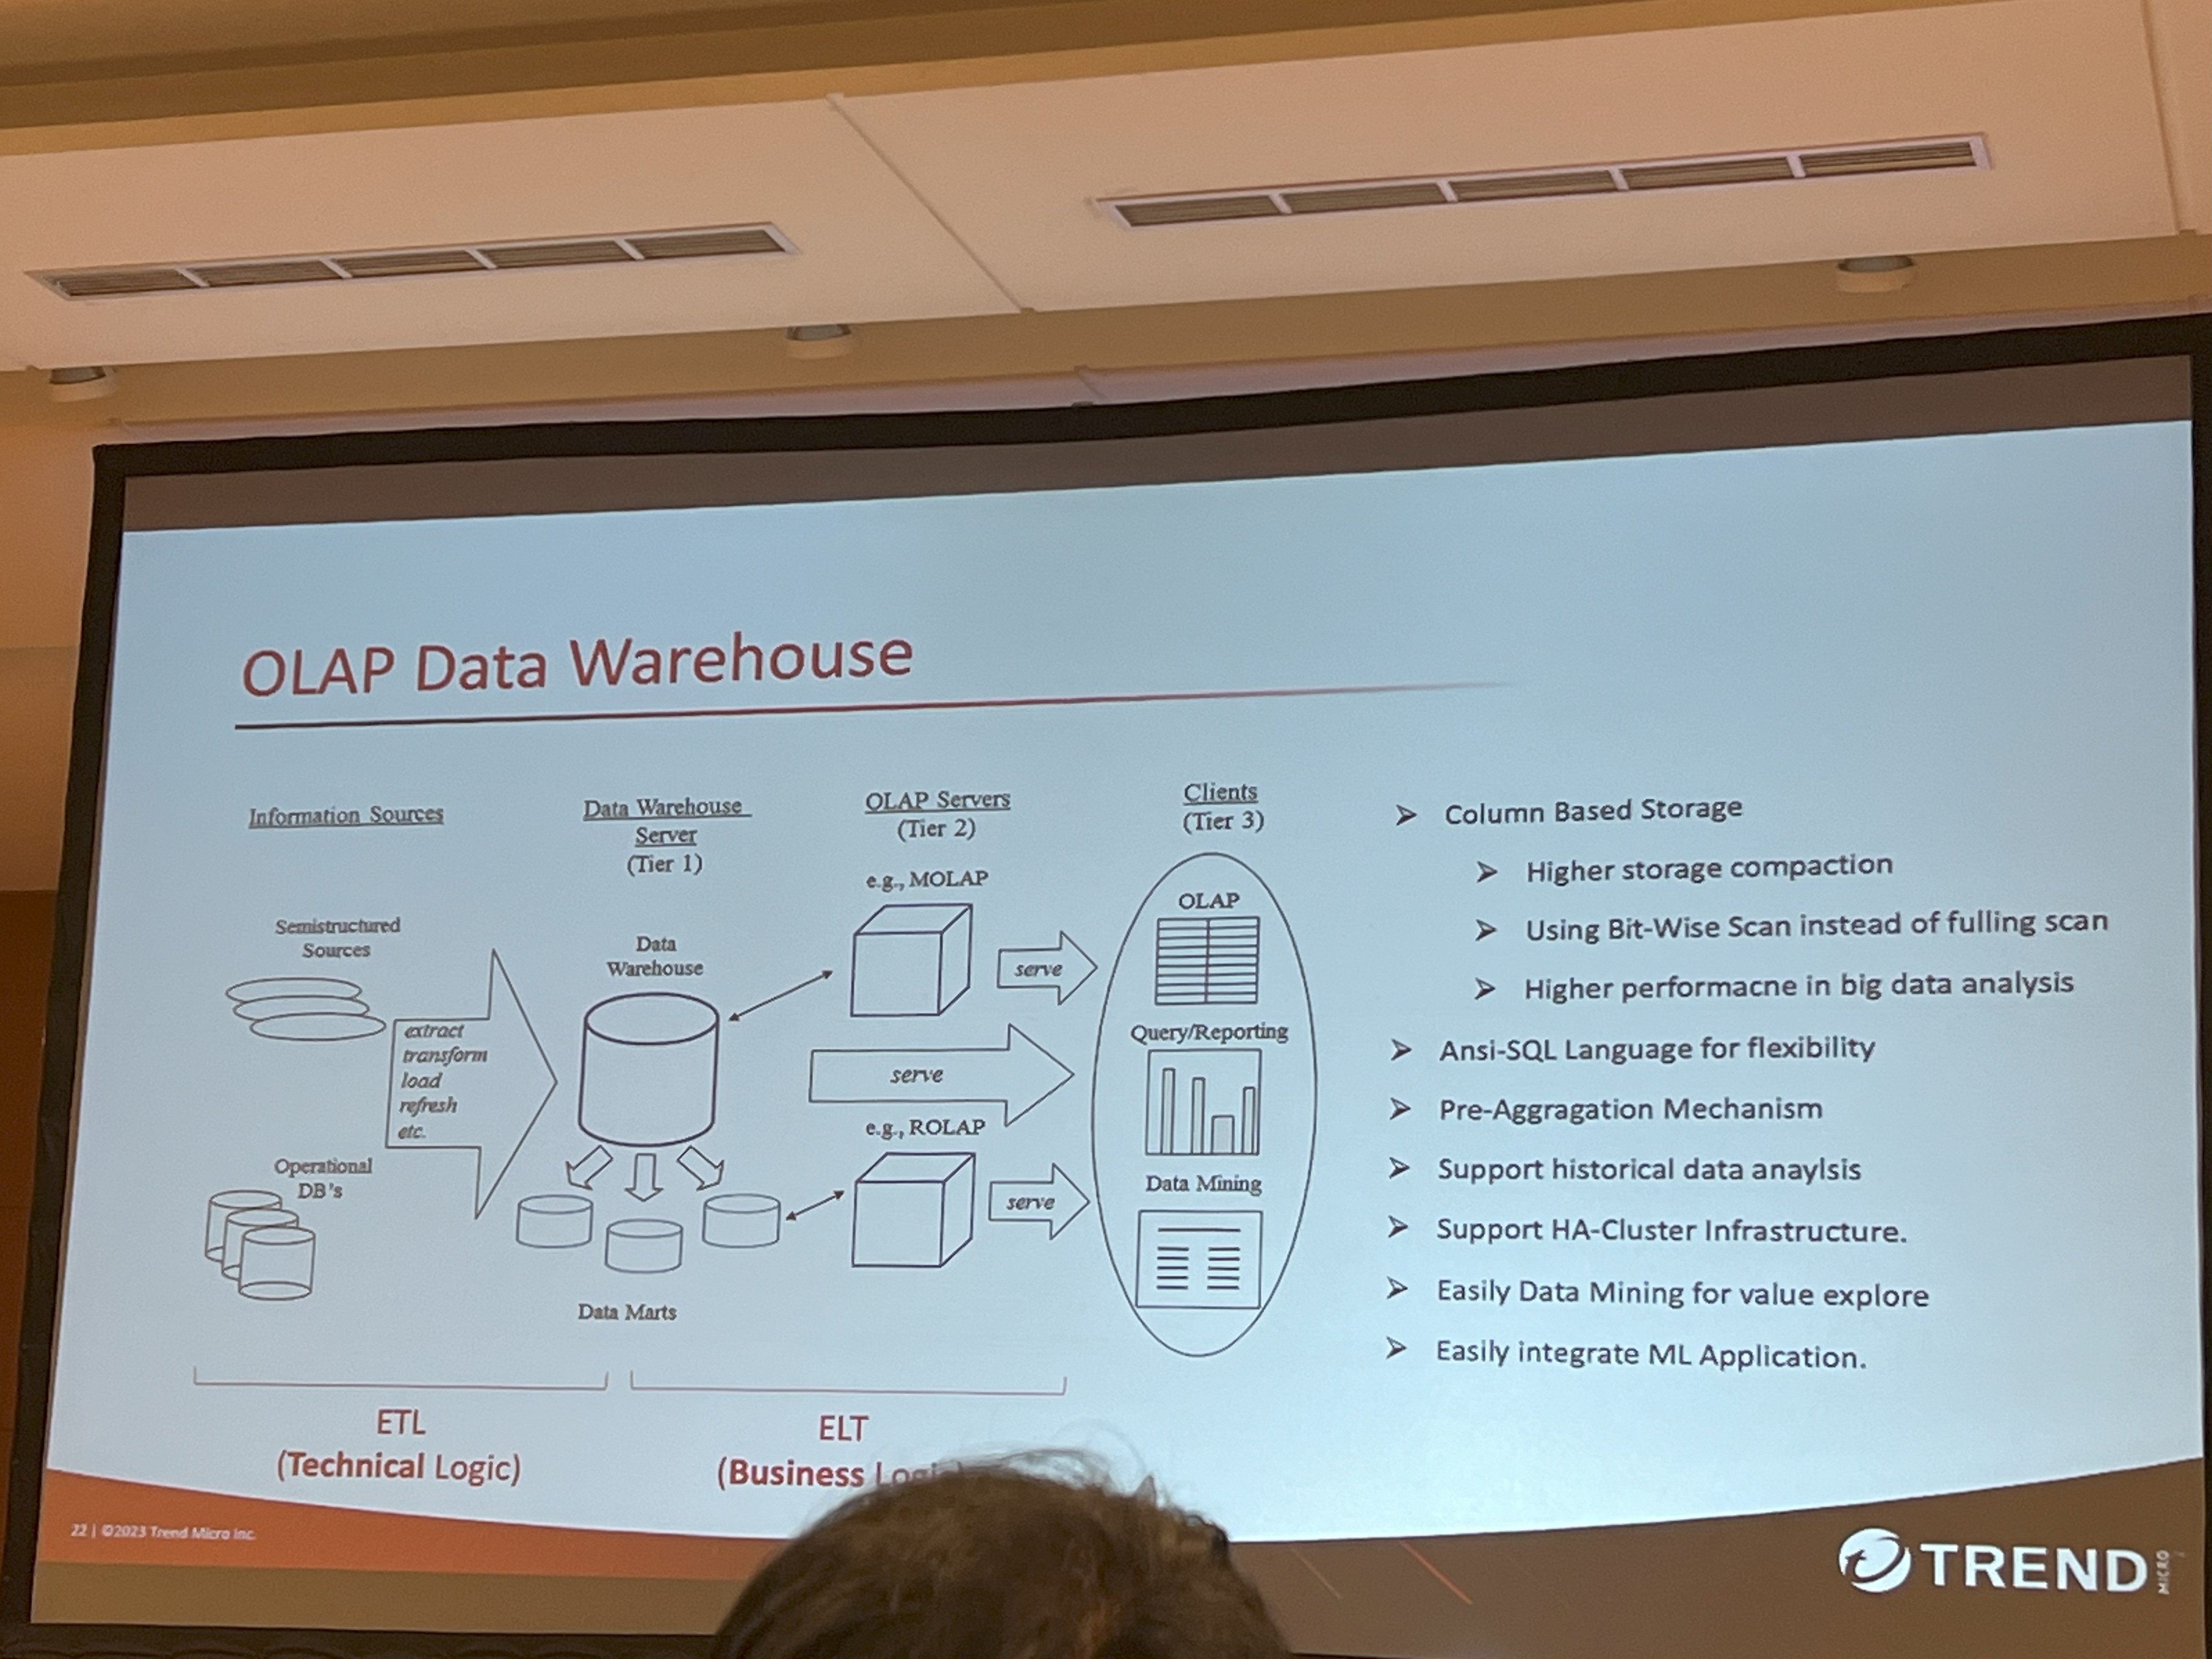 OLAP Data Warehouse
Information Sources
Semistructured
Sources
extract
transform
load
refresh
etc.
Operational
DB's
Data Warehouse
Server
(Tier 1)
Data
Warehouse
Data Marts
OLAP Servers
(Tier 2)
e.g., MOLAP
serve
serve
e.g., ROLAP
serve
Clients
(Tier 3)
OLAP
Query/Reporting
Data Mining
➢ Column Based Storage
➢ Higher storage compaction
➢ Using Bit-Wise Scan instead of fulling scan
➢ Higher performacne in big data analysis
➢ Ansi-SQL Language for flexibility
➢ Pre-Aggragation Mechanism
➢ Support historical data anaylsis
➢ Support HA-Cluster Infrastructure.
➢ Easily Data Mining for value explore
➢ Easily integrate ML Application.
ETL
(Technical Logic)
ELT
(Business
22 | ©2023 Trend Micro Inc.
TREND
MICRO